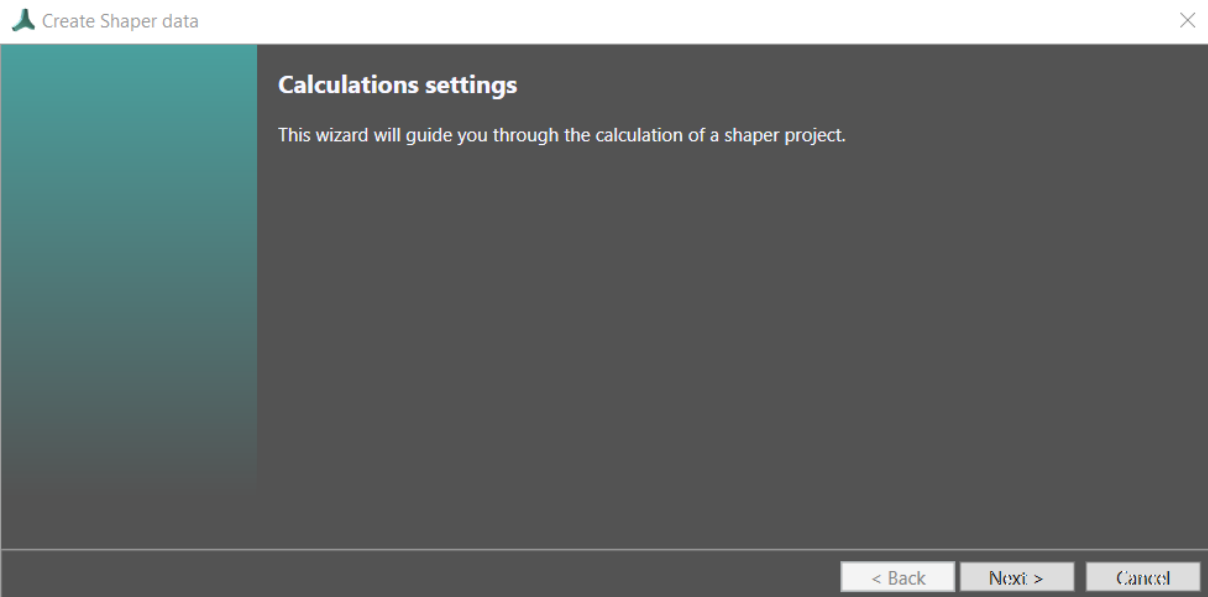 Create Shaper data
Calculations settings
This wizard will guide you through the calculation of a shaper project.
< Back
Next >
Cancel